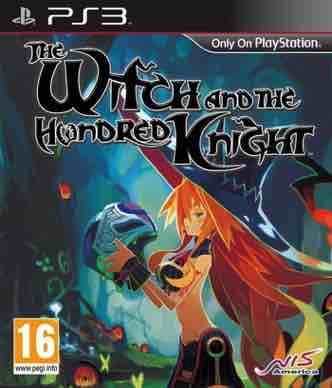 PS3
Only On PlayStation®
THE
WITCH AND THE
HUNDRED KNIGHT
16
www.pegi.info
NIS
America